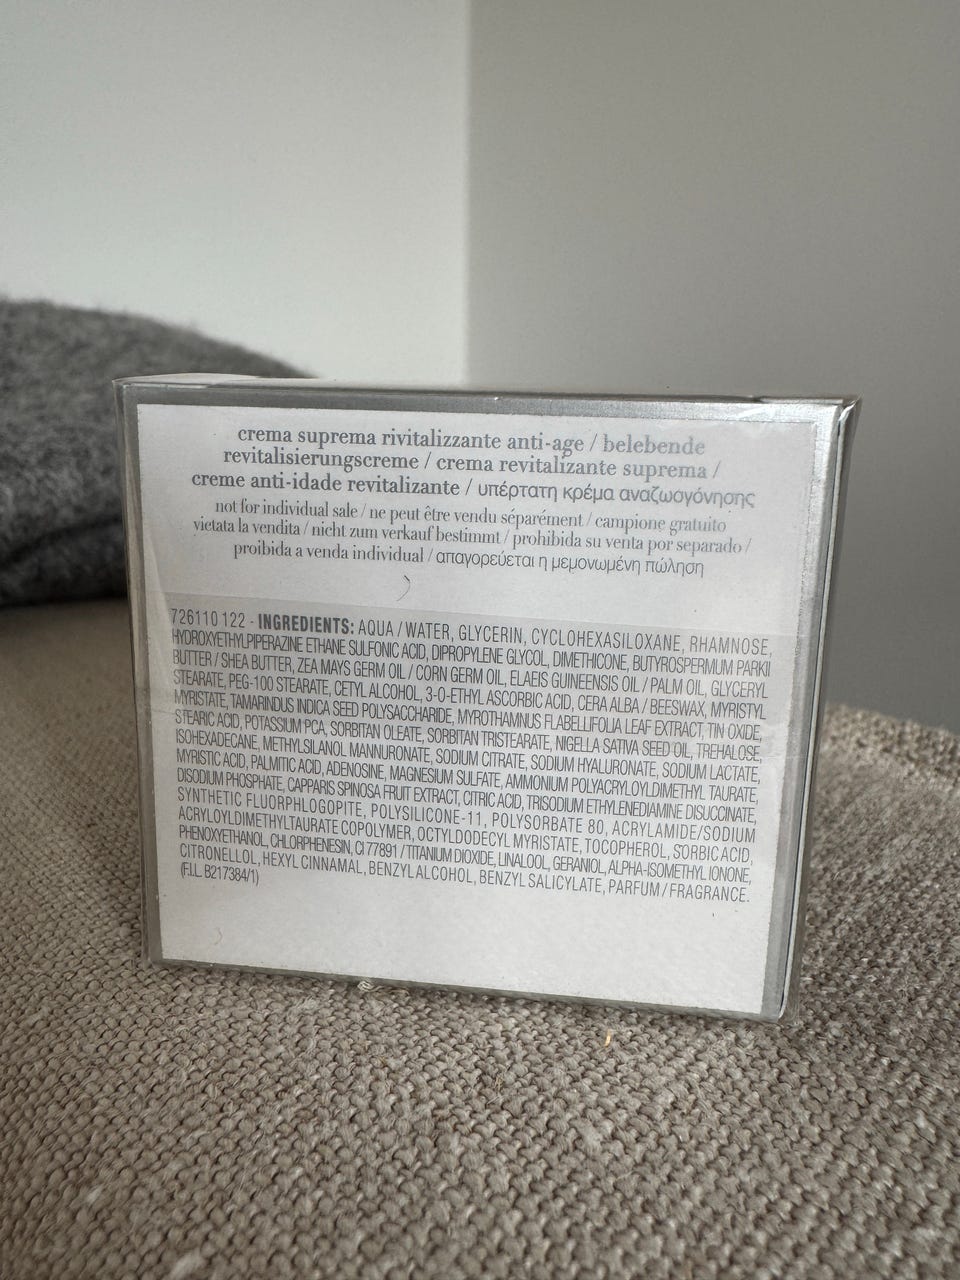 crema suprema rivitalizzante anti-age / belebende
revitalisierungscreme / crema revitalizante suprema /
creme anti-idade revitalizante / υπέρτατη κρέμα αναζωογόνησης
not for individual sale / ne peut être vendu séparément / campione gratuito
vietata la vendita / nicht zum verkauf bestimmt / prohibida su venta por separado /
proibida a venda individual / απαγορεύεται η μεμονωμένη πώληση
726110 122 - INGREDIENTS: AQUA / WATER, GLYCERIN, CYCLOHEXASILOXANE, RHAMNOSE,
HYDROXYETHYLPIPERAZINE ETHANE SULFONIC ACID, DIPROPYLENE GLYCOL, DIMETHICONE, BUTYROSPERMUM PARKII
BUTTER / SHEA BUTTER, ZEA MAYS GERM OIL / CORN GERM OIL, ELAEIS GUINEENSIS OIL / PALM OIL, GLYCERYL
STEARATE, PEG-100 STEARATE, CETYL ALCOHOL, 3-O-ETHYL ASCORBIC ACID, CERA ALBA / BEESWAX, MYRISTYL
MYRISTATE, TAMARINDUS INDICA SEED POLYSACCHARIDE, MYROTHAMNUS FLABELLIFOLIA LEAF EXTRACT, TIN OXIDE,
STEARIC ACID, POTASSIUM PCA, SORBITAN OLEATE, SORBITAN TRISTEARATE, NIGELLA SATIVA SEED OIL, TREHALOSE,
ISOHEXADECANE, METHYLSILANOL MANNURONATE, SODIUM CITRATE, SODIUM HYALURONATE, SODIUM LACTATE,
MYRISTIC ACID, PALMITIC ACID, ADENOSINE, MAGNESIUM SULFATE, AMMONIUM POLYACRYLOYLDIMETHYL TAURATE,
DISODIUM PHOSPHATE, CAPPARIS SPINOSA FRUIT EXTRACT, CITRIC ACID, TRISODIUM ETHYLENEDIAMINE DISUCCINATE,
SYNTHETIC FLUORPHLOGOPITE, POLYSILICONE-11, POLYSORBATE 80, ACRYLAMIDE/SODIUM
ACRYLOYLDIMETHYLTAURATE COPOLYMER, OCTYLDODECYL MYRISTATE, TOCOPHEROL, SORBIC ACID,
PHENOXYETHANOL, CHLORPHENESIN, CI 77891 / TITANIUM DIOXIDE, LINALOOL, GERANIOL, ALPHA-ISOMETHYL IONONE,
CITRONELLOL, HEXYL CINNAMAL, BENZYL ALCOHOL, BENZYL SALICYLATE, PARFUM / FRAGRANCE.
(F.I.L. B217384/1)